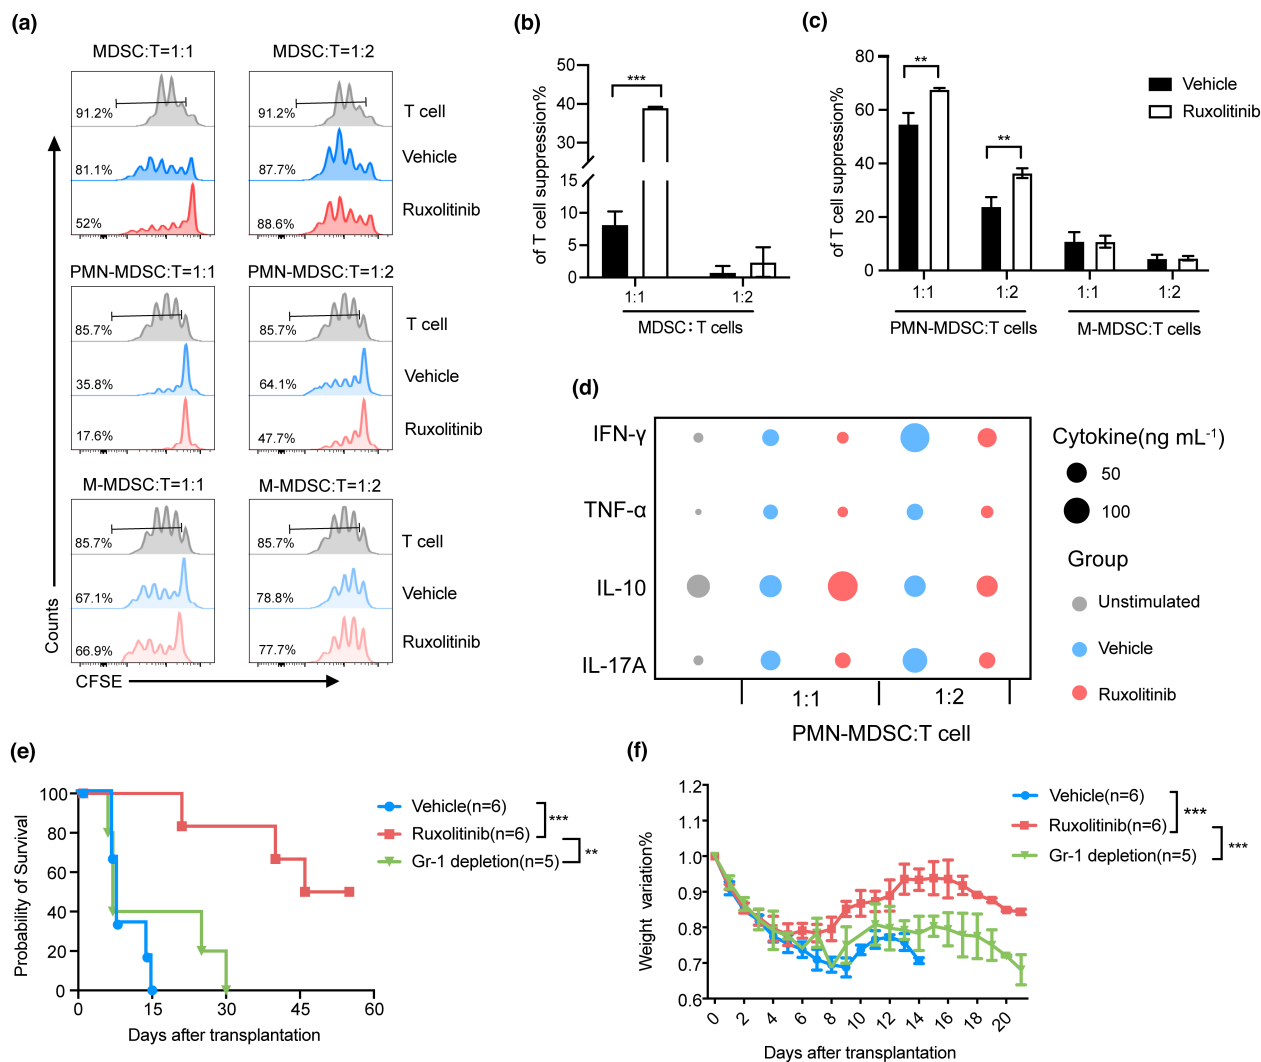 (a)
MDSC:T=1:1
MDSC:T=1:2
91.2%
91.2%
T cell
81.1%
87.7%
Vehicle
52%
88.6%
Ruxolitinib
PMN-MDSC:T=1:1
PMN-MDSC:T=1:2
85.7%
85.7%
T cell
35.8%
64.1%
Vehicle
17.6%
47.7%
Ruxolitinib
M-MDSC:T=1:1
M-MDSC:T=1:2
85.7%
85.7%
T cell
67.1%
78.8%
Vehicle
66.9%
77.7%
Ruxolitinib
Counts
CFSE
(b)
of T cell suppression%
50
40
30
15
10
5
0
***
1:1
1:2
MDSC: T cells
(c)
of T cell suppression%
80
60
40
20
0
**
**
Vehicle
Ruxolitinib
1:1
1:2
1:1
1:2
PMN-MDSC:T cells
M-MDSC:T cells
(d)
IFN-γ
TNF-α
IL-10
IL-17A
1:1
1:2
PMN-MDSC:T cell
Cytokine(ng mL-1)
50
100
Group
Unstimulated
Vehicle
Ruxolitinib
(e)
Probability of Survival
100
80
60
40
20
0
0
15
30
45
60
Days after transplantation
Vehicle(n=6)
Ruxolitinib(n=6)
Gr-1 depletion(n=5)
***
**
(f)
Weight variation%
1.2
1.1
1.0
0.9
0.8
0.7
0.6
0
2
4
6
8
10
12
14
16
18
20
Days after transplantation
Vehicle(n=6)
Ruxolitinib(n=6)
Gr-1 depletion(n=5)
***
***